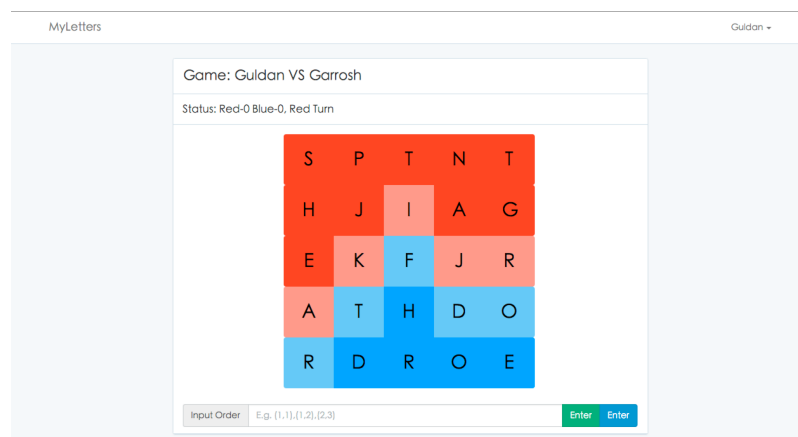 MyLetters Guldan
Game: Guldan VS Garrosh
Status: Red-0 Blue-0, Red Turn
S P T N T
H J I A G
E K F J R
A T H D O
R D R O E
Input Order E.g. (1,1),(1,2),(2,3) Enter Enter